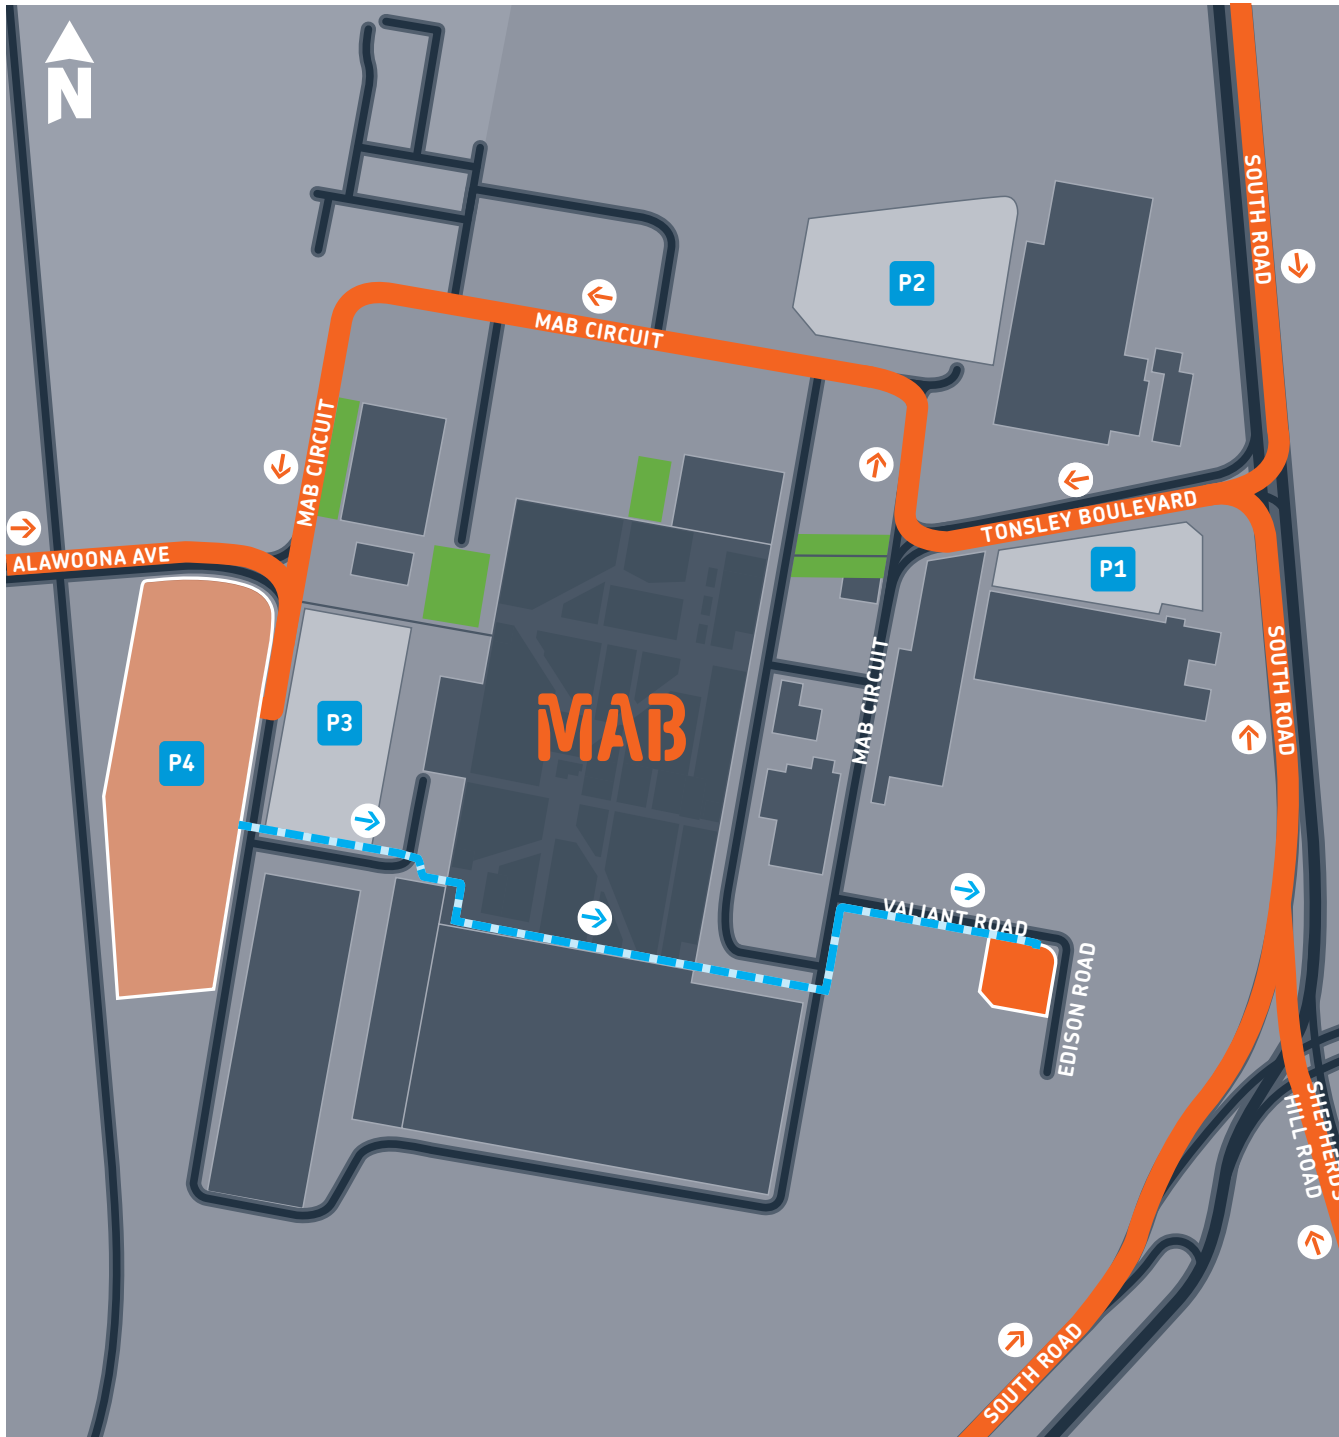 N
SOUTH ROAD
P2
MAB CIRCUIT
MAB CIRCUIT
TONSLEY BOULEVARD
ALAWOONA AVE
P1
MAB CIRCUIT
SOUTH ROAD
P3
MAB
P4
VALIANT ROAD
EDISON ROAD
SHEPHERDS
HILL ROAD
SOUTH ROAD